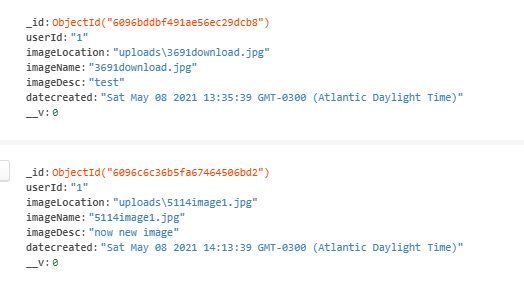 _id: ObjectId("6096bddbf491ae56ec29dcb8")
userId: "1"
imageLocation: "uploads\3691download.jpg"
imageName: "3691download.jpg"
imageDesc: "test"
datecreated: "Sat May 08 2021 13:35:39 GMT-0300 (Atlantic Daylight Time)"
__v: 0
_id: ObjectId("6096c6c36b5fa67464506bd2")
userId: "1"
imageLocation: "uploads\5114image1.jpg"
imageName: "5114image1.jpg"
imageDesc: "now new image"
datecreated: "Sat May 08 2021 14:13:39 GMT-0300 (Atlantic Daylight Time)"
__v: 0